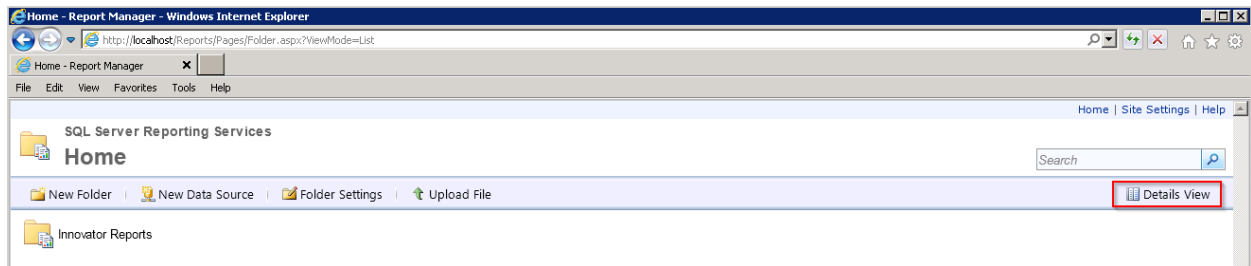 Home - Report Manager - Windows Internet Explorer
http://localhost/Reports/Pages/Folder.aspx?ViewMode=List
Home - Report Manager
File Edit View Favorites Tools Help
Home | Site Settings | Help
SQL Server Reporting Services
Home
Search
New Folder New Data Source Folder Settings Upload File Details View
Innovator Reports